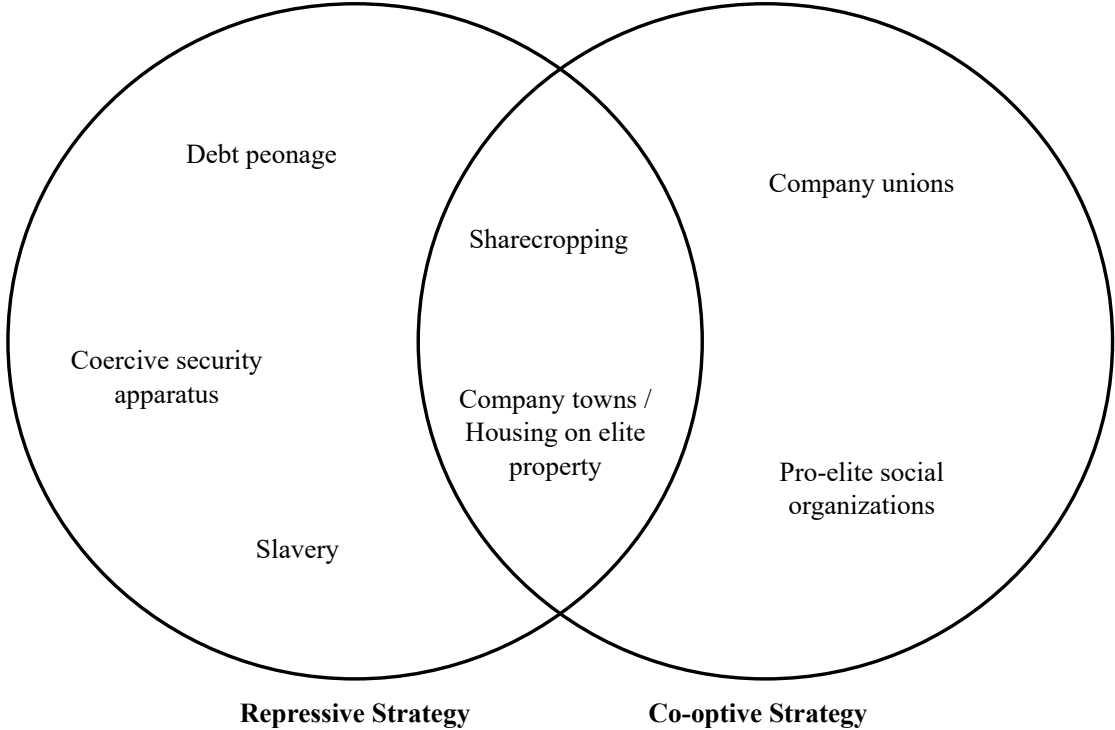 Debt peonage
Company unions
Sharecropping
Coercive security
apparatus
Company towns /
Housing on elite
property
Pro-elite social
organizations
Slavery
Repressive Strategy
Co-optive Strategy